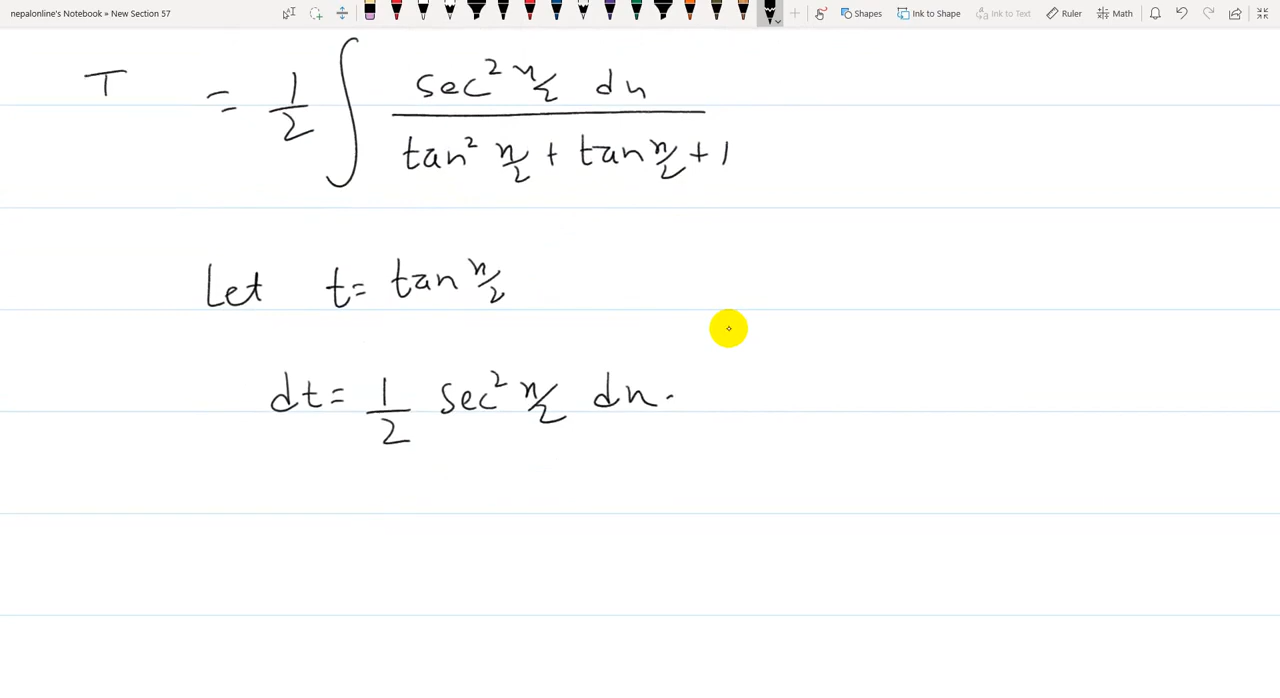 nepalonline's Notebook » New Section 57
Shapes
Ink to Shape
Ink to Text
Ruler
Math
I = 1/2 ∫ sec² x/2 dx / (tan² x/2 + tan x/2 + 1)
Let t = tan x/2
dt = 1/2 sec² x/2 dx.